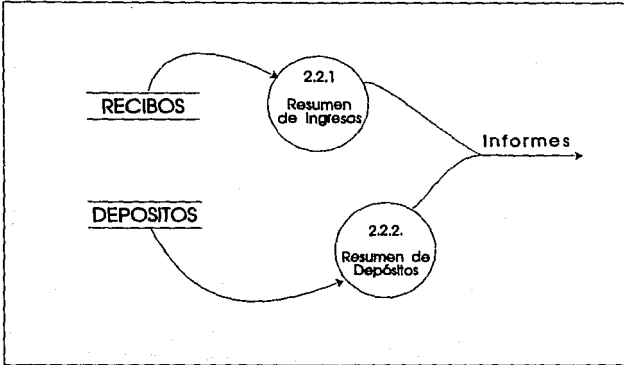 2.2.1
Resumen
de Ingresos
RECIBOS
Informes
DEPOSITOS
2.2.2.
Resumen de
Depósitos